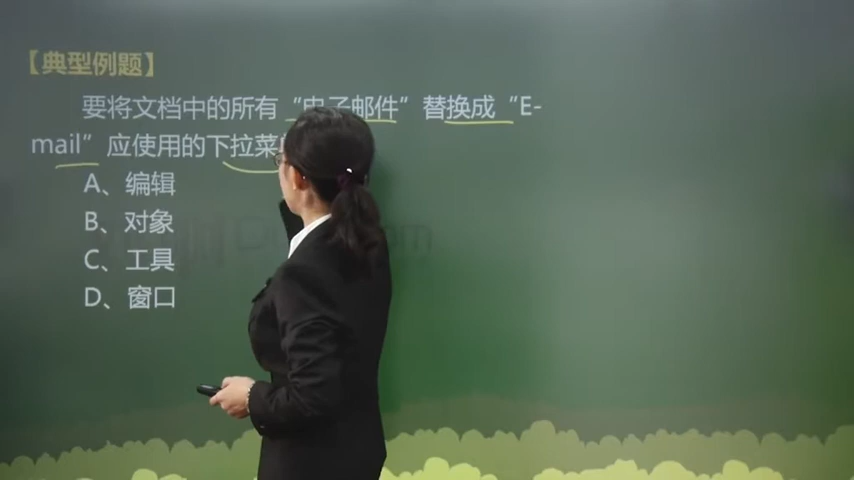 【典型例题】
要将文档中的所有“电子邮件”替换成“E-
mail”应使用的下拉菜
A、编辑
B、对象
C、工具
D、窗口